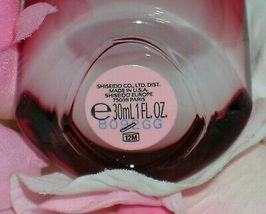 SHISEIDO CO., LTD. DIST.
MADE IN U.S.A.
SHISEIDO EUROPE
75008 PARIS
℮ 30mL 1 FL. OZ.
12M